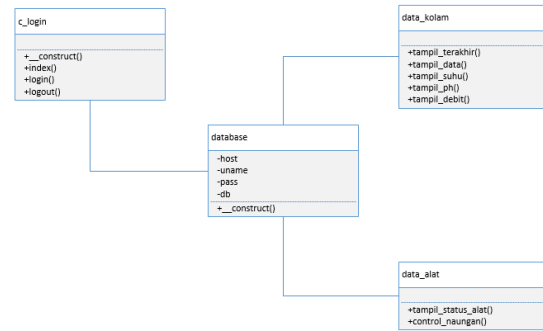 c_login
+__construct()
+index()
+login()
+logout()
data_kolam
+tampil_terakhir()
+tampil_data()
+tampil_suhu()
+tampil_ph()
+tampil_debit()
database
-host
-uname
-pass
-db
+__construct()
data_alat
+tampil_status_alat()
+control_naungan()